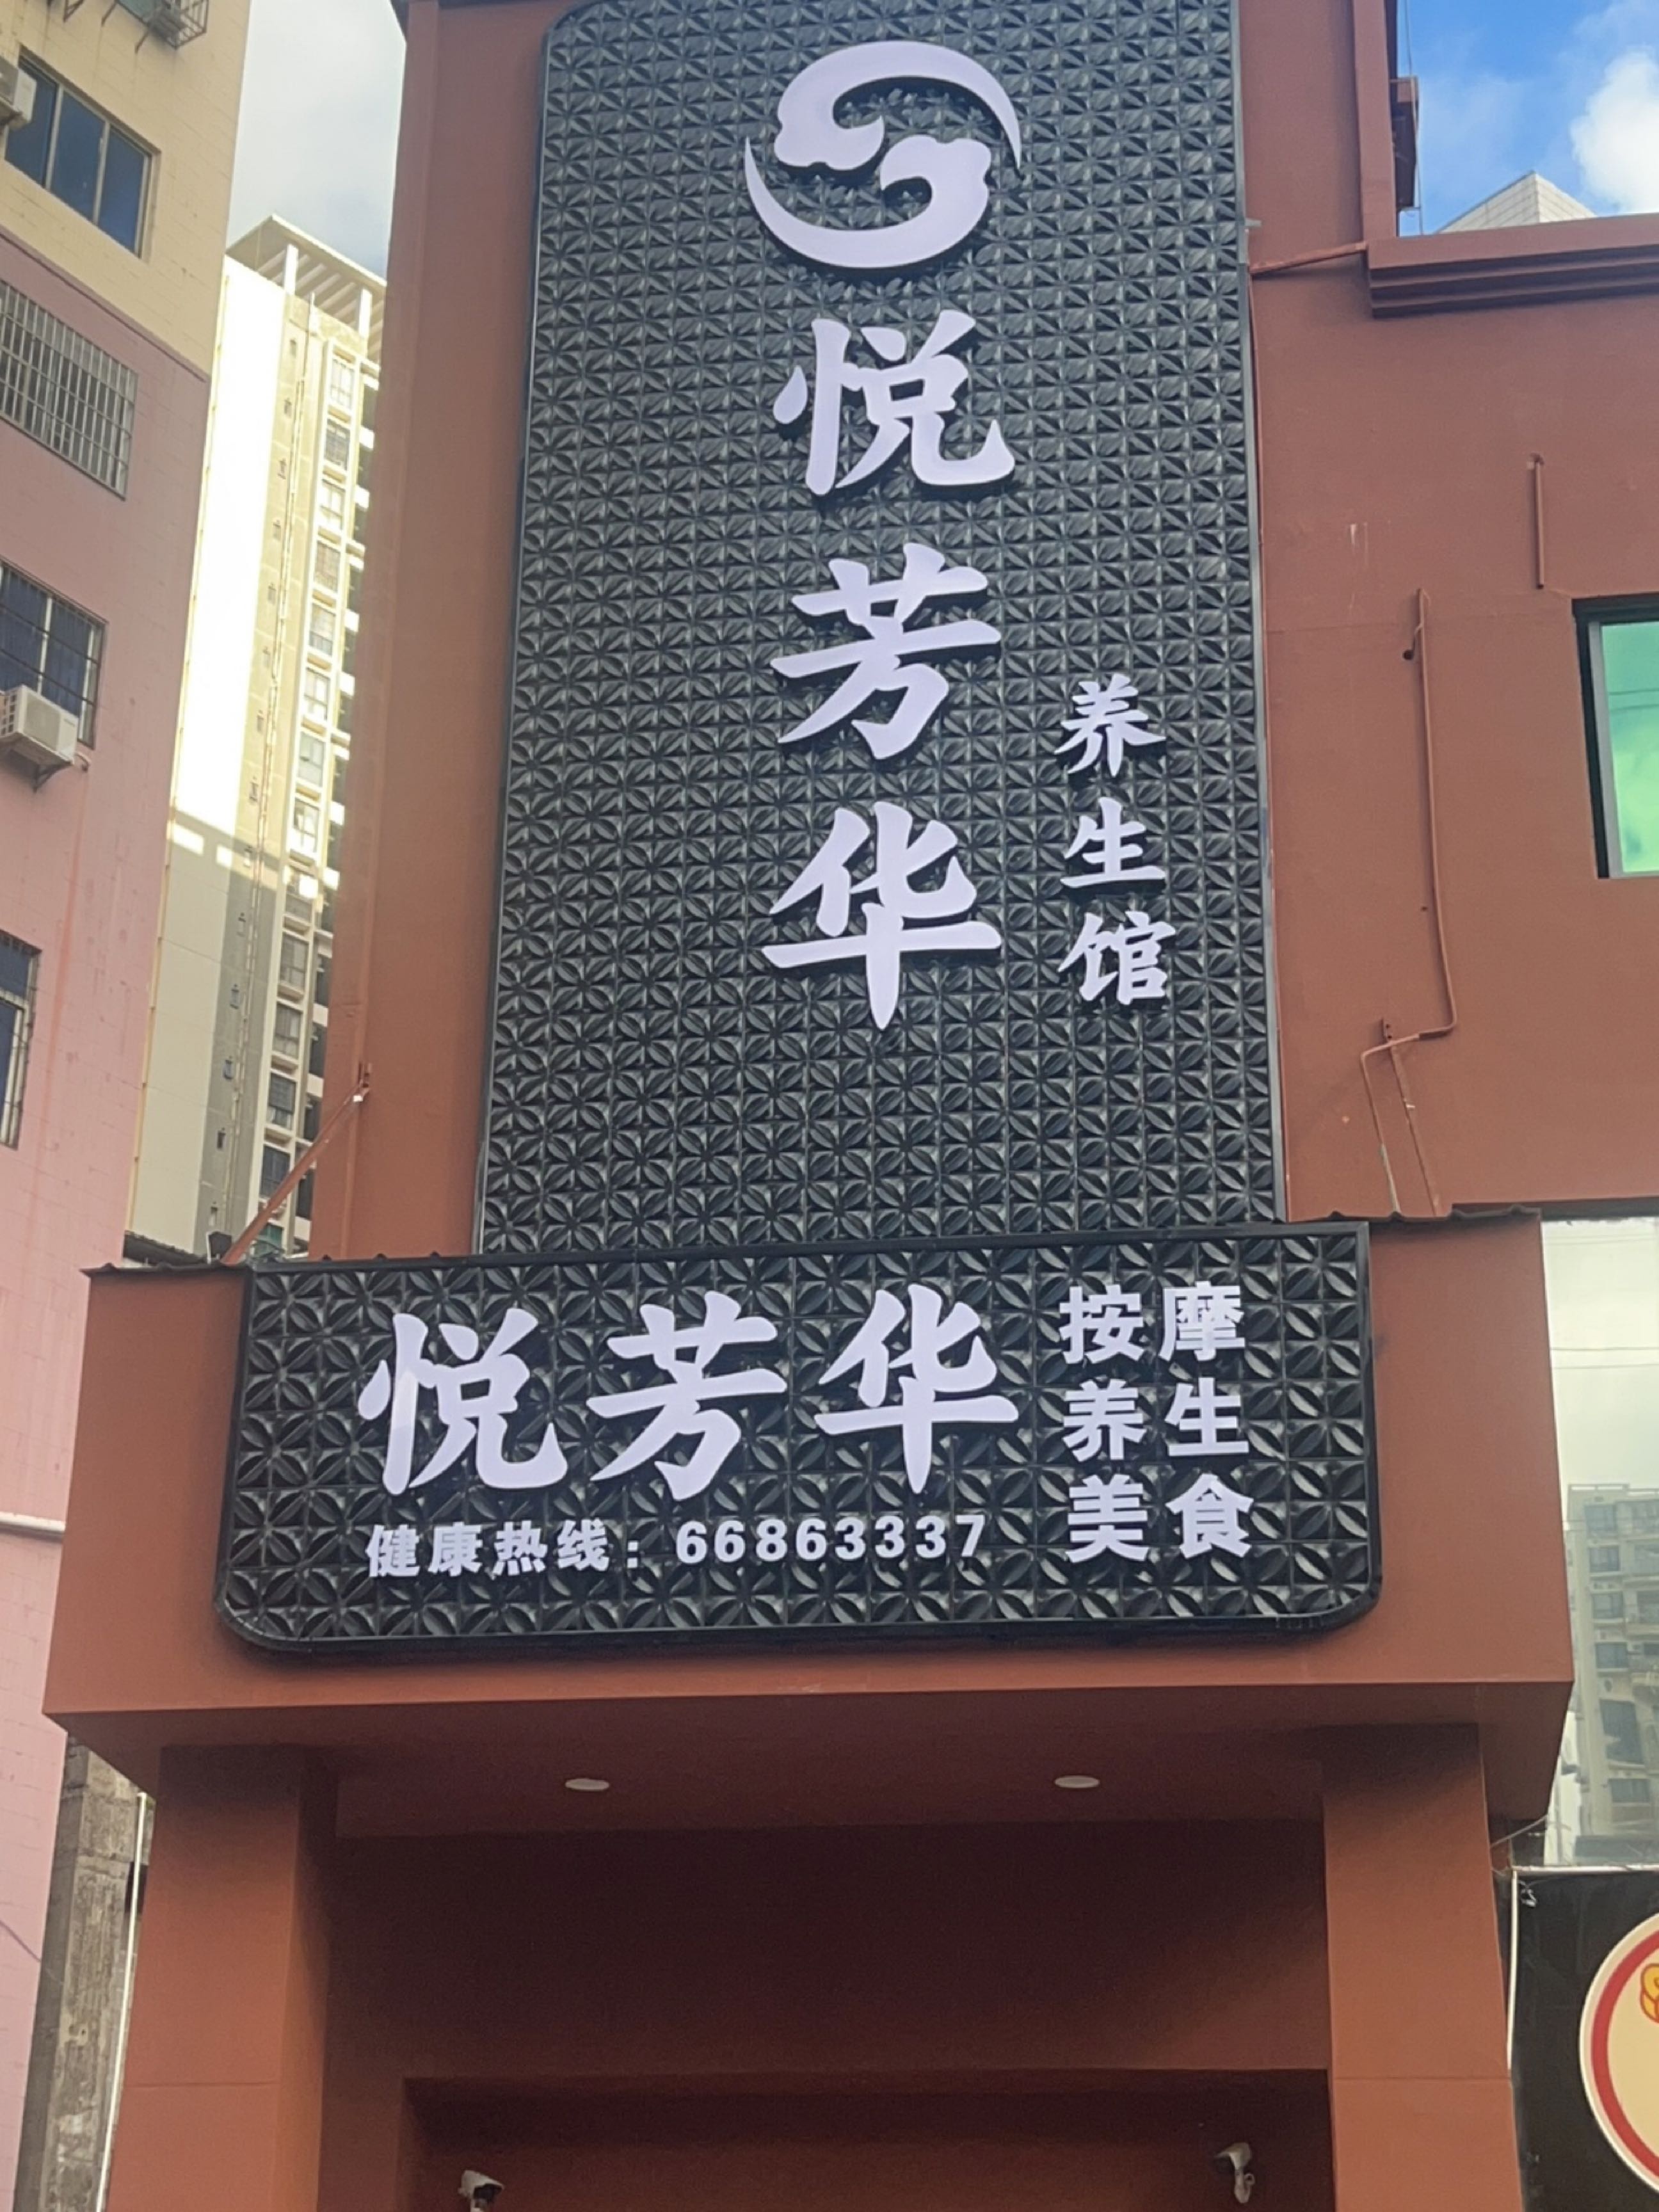 悦芳华
养生馆
悦芳华
健康热线：66863337
按摩
养生
美食